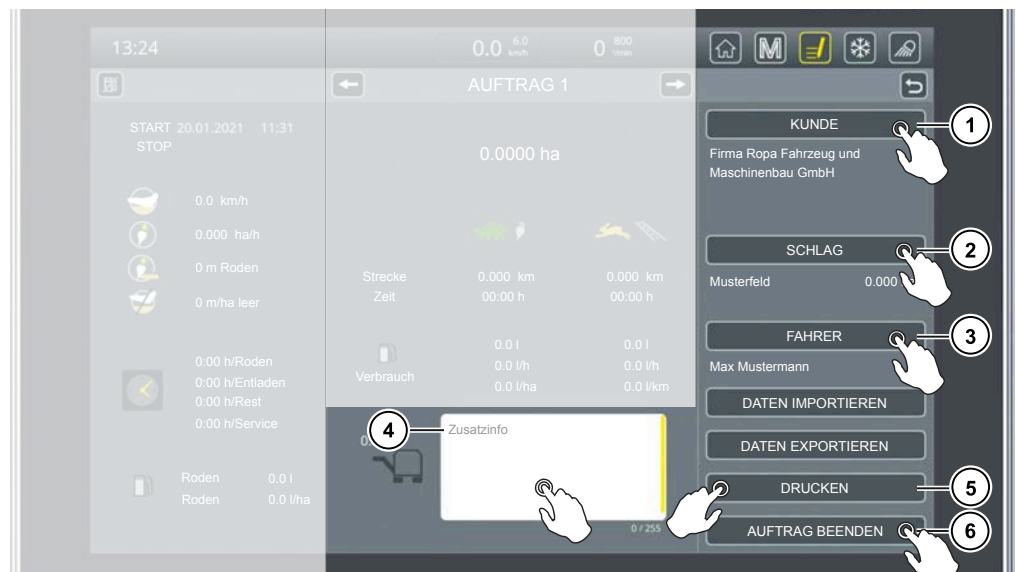 13:24
0.0 6.0 km/h
0 800 1/min
M
AUFTRAG 1
START 20.01.2021 11:31
STOP
0.0 km/h
0.000 ha/h
0 m Roden
0 m/ha leer
0:00 h/Roden
0:00 h/Entladen
0:00 h/Rest
0:00 h/Service
Roden 0.0 l
Roden 0.0 l/ha
0.0000 ha
Strecke 0.000 km 0.000 km
Zeit 00:00 h 00:00 h
0.0 l 0.0 l
0.0 l/h 0.0 l/h
Verbrauch
0.0 l/ha 0.0 l/km
4
Zusatzinfo
0 / 255
KUNDE
1
Firma Ropa Fahrzeug und
Maschinenbau GmbH
SCHLAG
2
Musterfeld 0.000
FAHRER
3
Max Mustermann
DATEN IMPORTIEREN
DATEN EXPORTIEREN
DRUCKEN
5
AUFTRAG BEENDEN
6